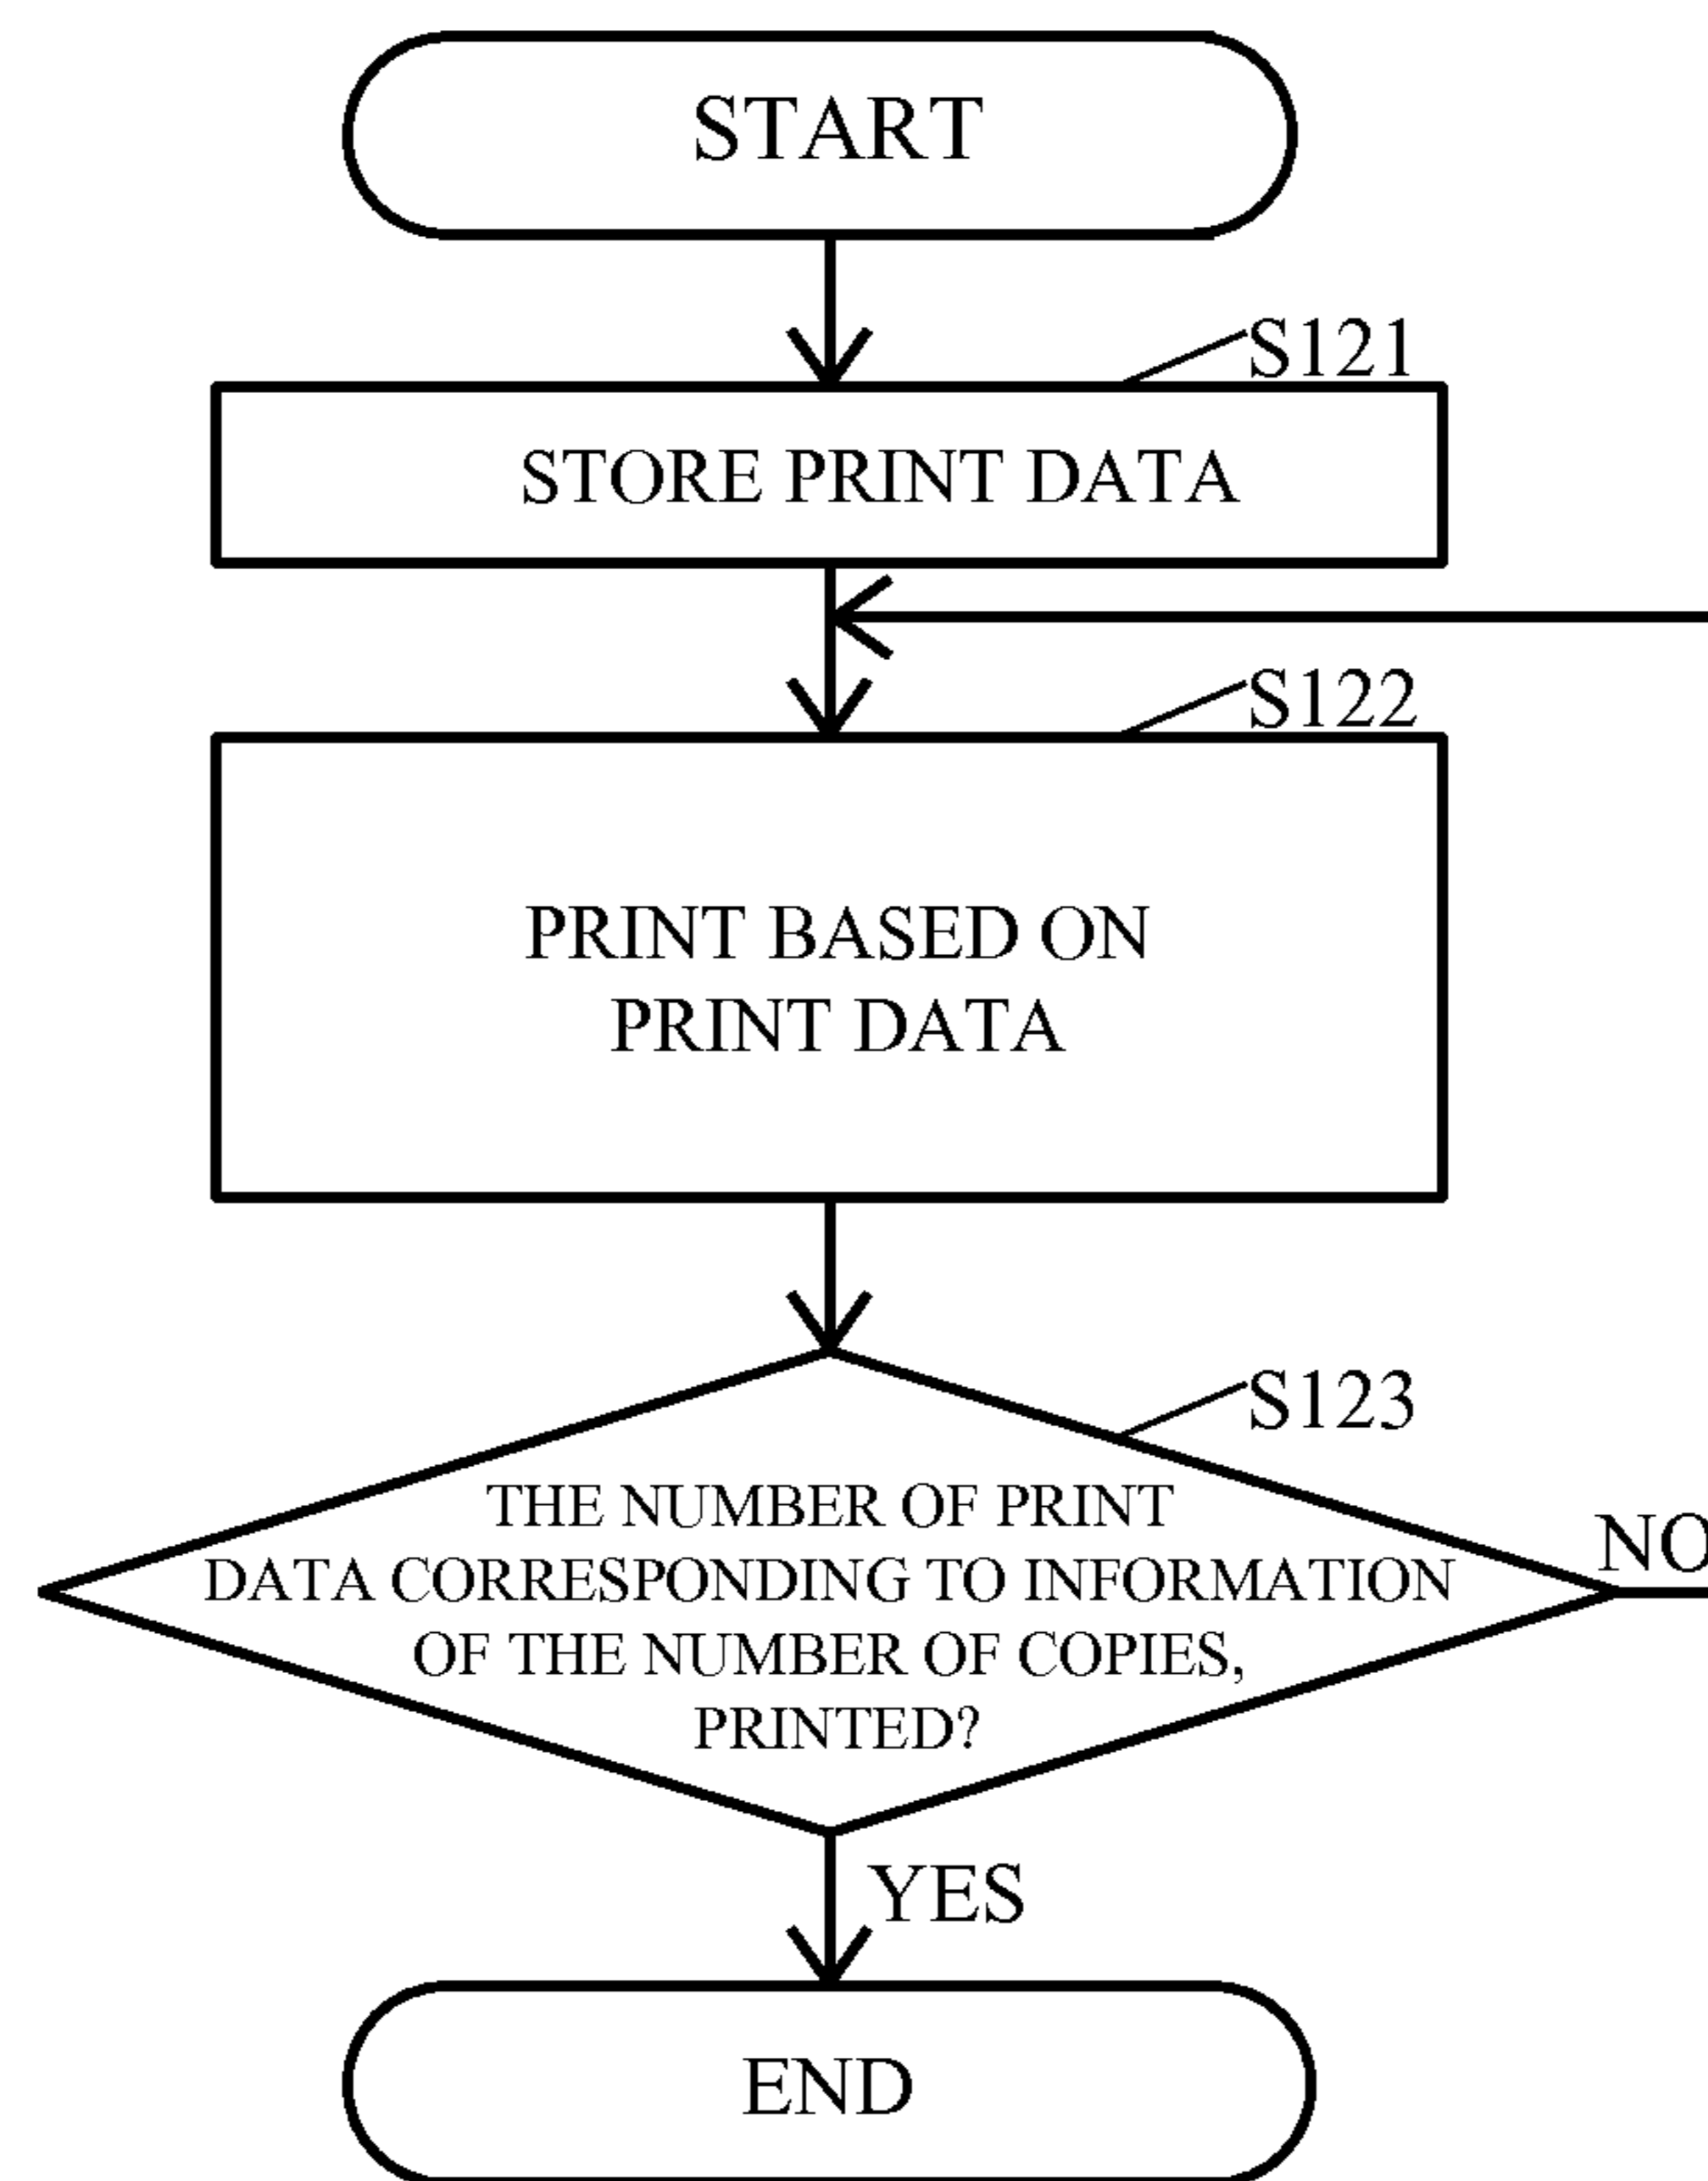 START
S121
STORE PRINT DATA
S122
PRINT BASED ON
PRINT DATA
S123
THE NUMBER OF PRINT
NO
DATA CORRESPONDING TO INFORMATION
OF THE NUMBER OF COPIES,
PRINTED?
YES
END